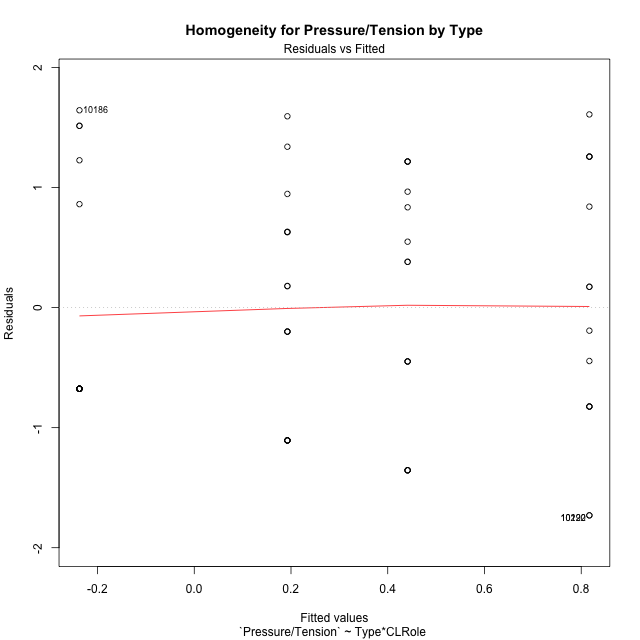 Homogeneity for Pressure/Tension by Type
Residuals vs Fitted
2
1
0
-1
-2
Residuals
10186
-0.2
0.0
0.2
0.4
0.6
0.8
Fitted values
`Pressure/Tension` ~ Type*CLRole